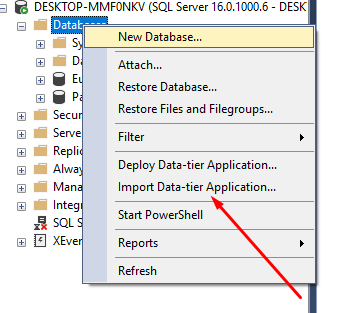 DESKTOP-MMF0NKV (SQL Server 16.0.1000.6 - DESK
Databases
Sy
Da
Eu
Pa
Secur
Server
Replic
Alway
Mana
Integr
SQL S
XEven
New Database...
Attach...
Restore Database...
Restore Files and Filegroups...
Filter
Deploy Data-tier Application...
Import Data-tier Application...
Start PowerShell
Reports
Refresh